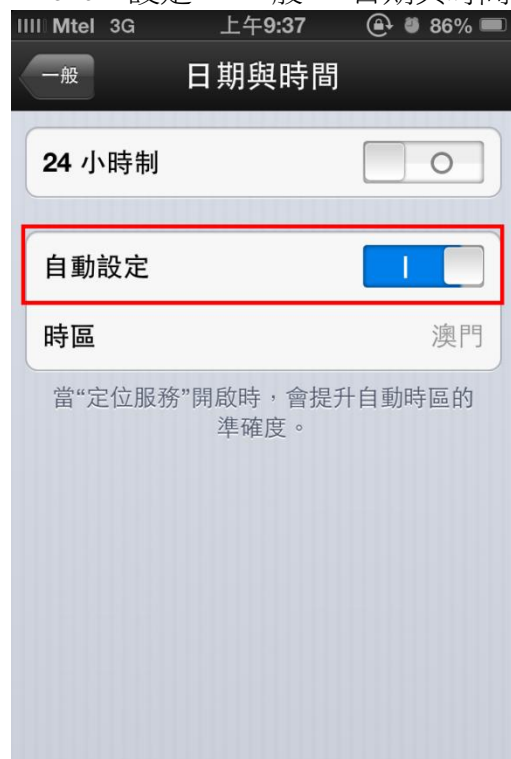 Mtel 3G 上午9:37 86%
一般 日期與時間
24 小時制
自動設定
時區 澳門
當“定位服務”開啟時，會提升自動時區的
準確度。